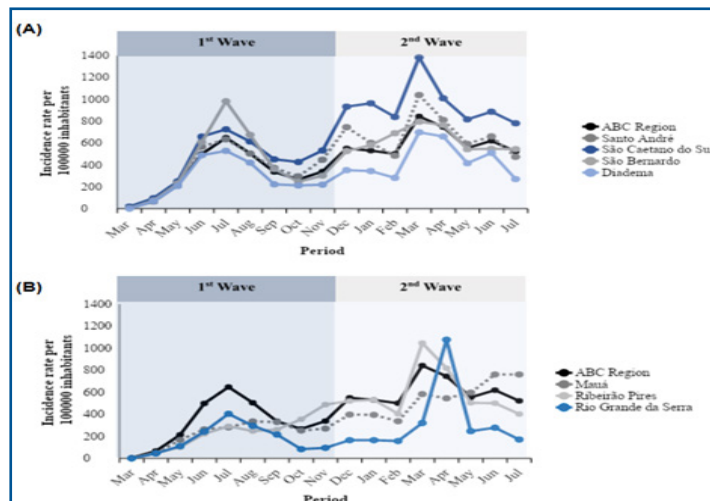 (A)
1st Wave
2nd Wave
Incidence rate per
100000 inhabitants
1400
1200
1000
800
600
400
200
0
Mar
Apr
May
Jun
Jul
Aug
Sep
Oct
Nov
Dec
Jan
Feb
Mar
Apr
May
Jun
Jul
Period
ABC Region
Santo André
São Caetano do Su
São Bernardo
Diadema
(B)
1st Wave
2nd Wave
Incidence rate per
100000 inhabitants
1400
1200
1000
800
600
400
200
0
Mar
Apr
May
Jun
Jul
Aug
Sep
Oct
Nov
Dec
Jan
Feb
Mar
Apr
May
Jun
Jul
Period
ABC Region
Mauá
Ribeirão Pires
Rio Grande da Serra